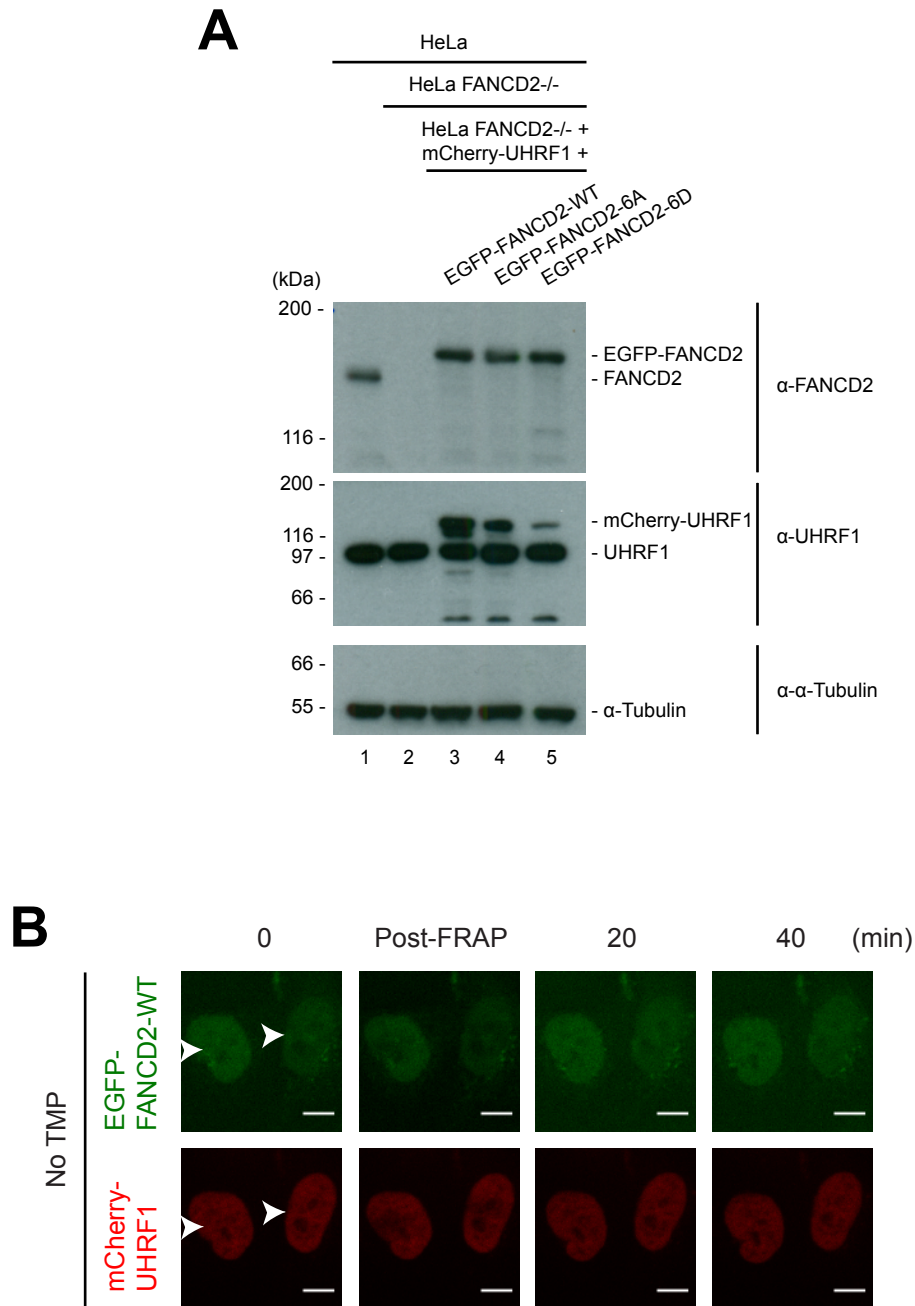 A
HeLa
HeLa FANCD2-/-
HeLa FANCD2-/- +
mCherry-UHRF1 +
EGFP-FANCD2-WT
EGFP-FANCD2-6A
EGFP-FANCD2-6D
(kDa)
200 -
- EGFP-FANCD2
- FANCD2
α-FANCD2
116 -
200 -
- mCherry-UHRF1
α-UHRF1
116 -
97 -
- UHRF1
66 -
66 -
α-α-Tubulin
55 -
- α-Tubulin
1 2 3 4 5
B
0 Post-FRAP 20 40 (min)
No TMP
EGFP-
FANCD2-WT
mCherry-
UHRF1